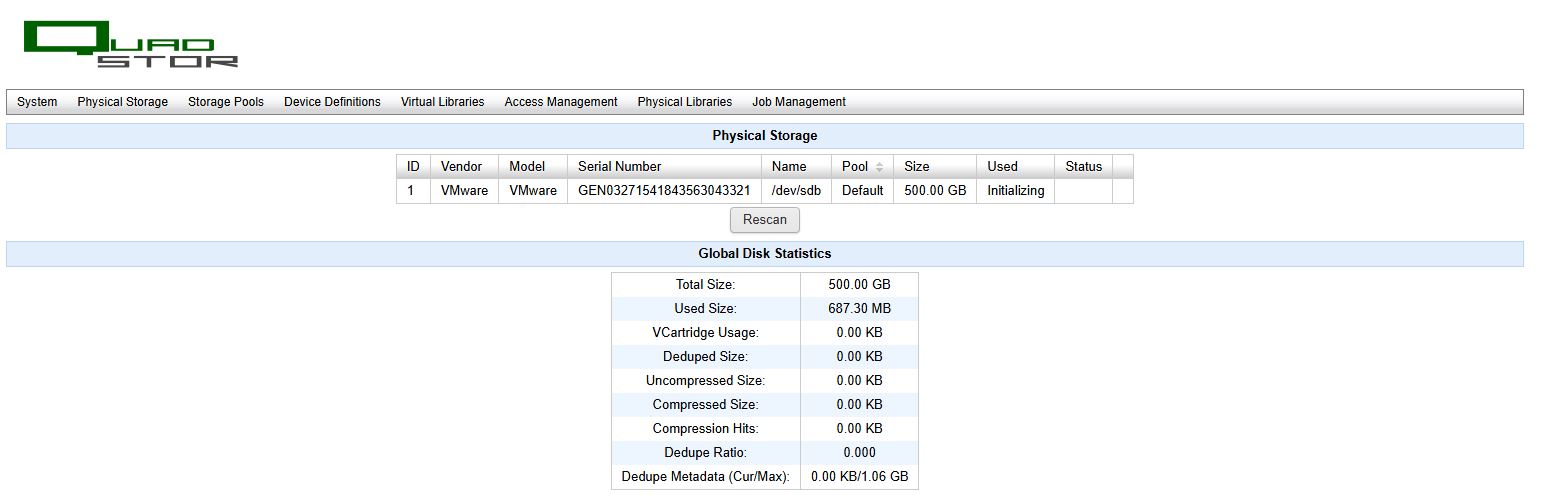 QUAD
STOR
System Physical Storage Storage Pools Device Definitions Virtual Libraries Access Management Physical Libraries Job Management
Physical Storage
ID Vendor Model Serial Number Name Pool Size Used Status
1 VMware VMware GEN03271541843563043321 /dev/sdb Default 500.00 GB Initializing
Rescan
Global Disk Statistics
Total Size: 500.00 GB
Used Size: 687.30 MB
VCartridge Usage: 0.00 KB
Deduped Size: 0.00 KB
Uncompressed Size: 0.00 KB
Compressed Size: 0.00 KB
Compression Hits: 0.00 KB
Dedupe Ratio: 0.000
Dedupe Metadata (Cur/Max): 0.00 KB/1.06 GB